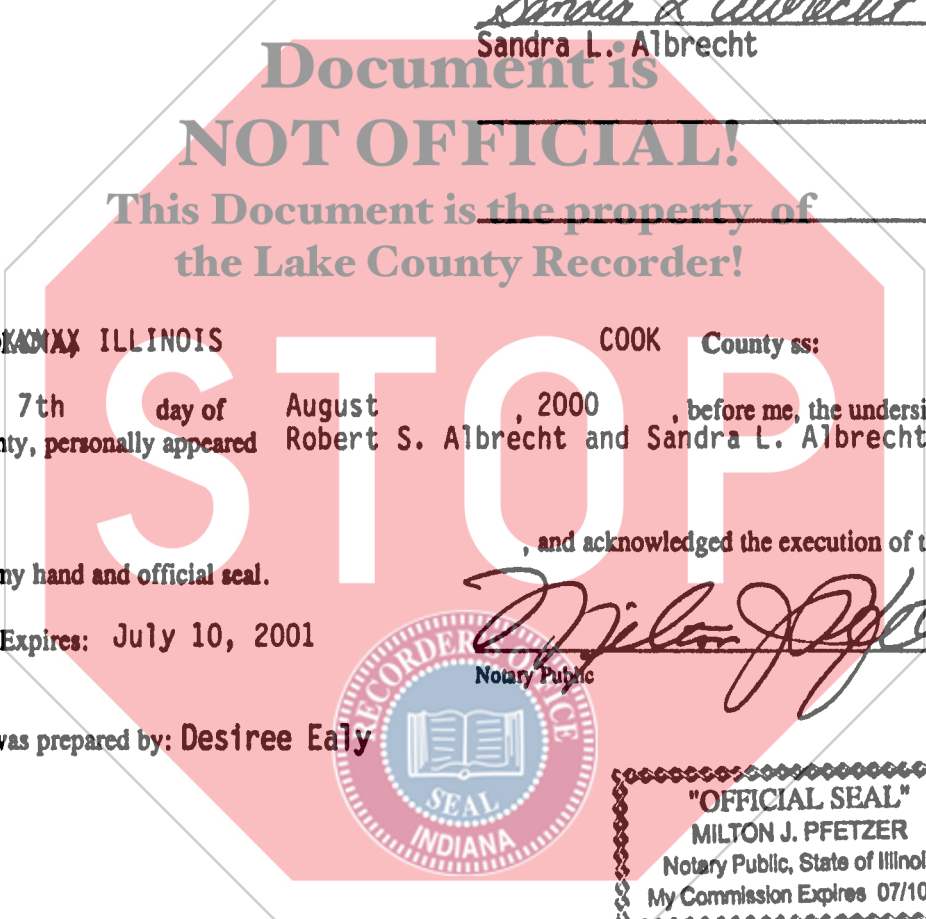 Sandra L Albrecht
Sandra L. Albrecht
Document is
NOT OFFICIAL!
This Document is the property of
the Lake County Recorder!
ILLINOIS COOK County ss:
7th day of August , 2000 , before me, the undersi
nty, personally appeared Robert S. Albrecht and Sandra L. Albrecht
STOP
, and acknowledged the execution of t
my hand and official seal.
Expires: July 10, 2001
Milton J Pf
Notary Public
was prepared by: Desiree Ealy
RECORDER'S OFFICE
SEAL
INDIANA
"OFFICIAL SEAL"
MILTON J. PFETZER
Notary Public, State of Illinoi
My Commission Expires 07/10